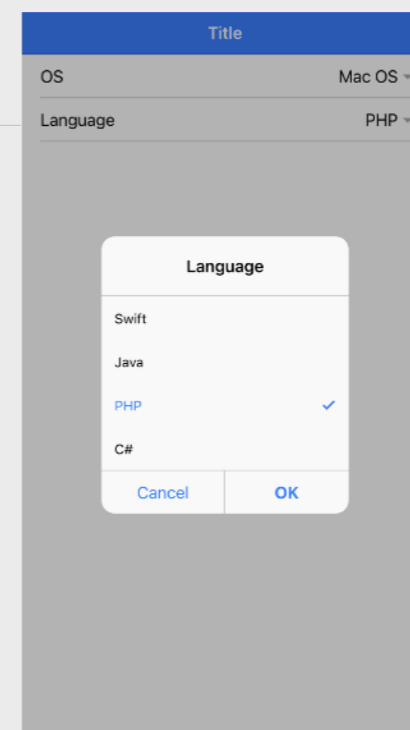 Title
OS Mac OS
Language PHP
Language
Swift
Java
PHP
C#
Cancel OK